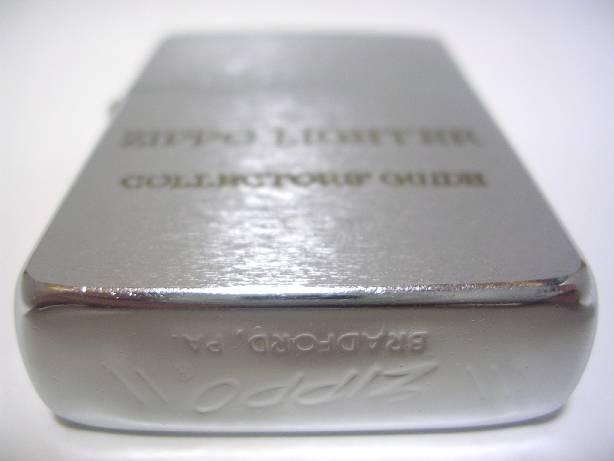 ZIPPO LIGHTER
COLLECTORS' GUIDE
BRADFORD, PA.
ZIPPO